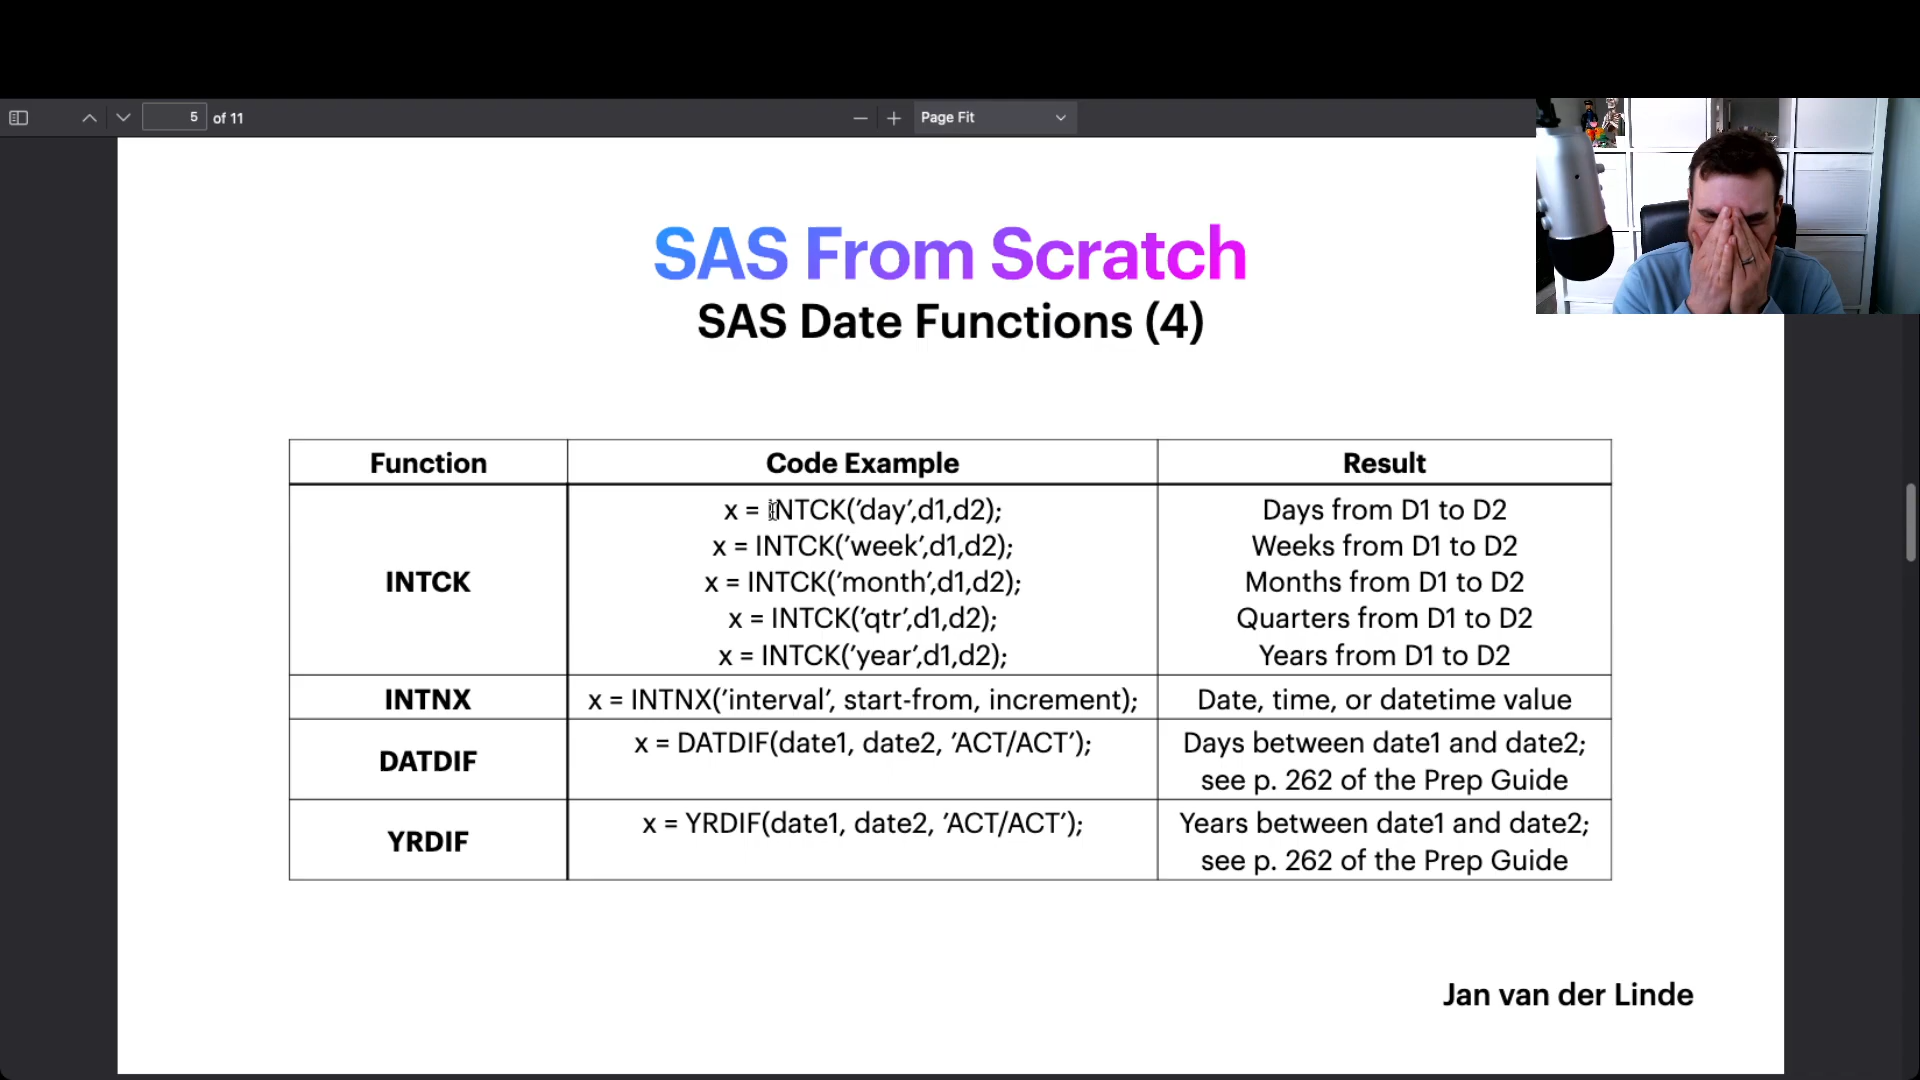 5 of 11
Page Fit
SAS From Scratch
SAS Date Functions (4)
Function Code Example Result
INTCK
x = INTCK(’day’,d1,d2); Days from D1 to D2
x = INTCK(’week’,d1,d2); Weeks from D1 to D2
x = INTCK(’month’,d1,d2); Months from D1 to D2
x = INTCK(’qtr’,d1,d2); Quarters from D1 to D2
x = INTCK(’year’,d1,d2); Years from D1 to D2
INTNX x = INTNX(’interval’, start-from, increment); Date, time, or datetime value
DATDIF x = DATDIF(date1, date2, ’ACT/ACT’); Days between date1 and date2;
see p. 262 of the Prep Guide
YRDIF x = YRDIF(date1, date2, ’ACT/ACT’); Years between date1 and date2;
see p. 262 of the Prep Guide
Jan van der Linde